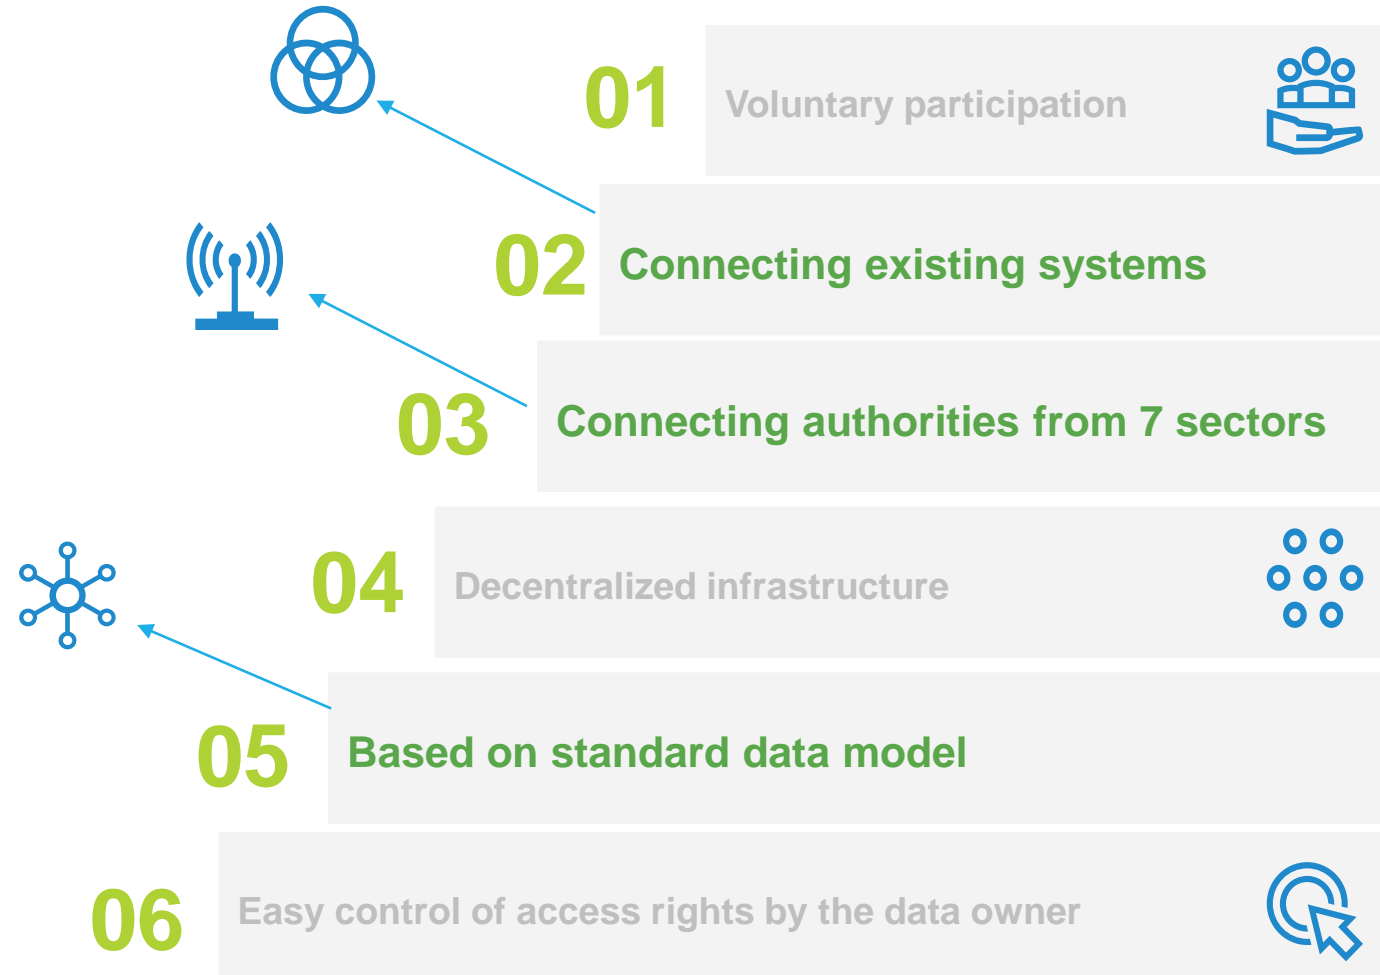 01
Voluntary participation
02
Connecting existing systems
03
Connecting authorities from 7 sectors
04
Decentralized infrastructure
05
Based on standard data model
06
Easy control of access rights by the data owner